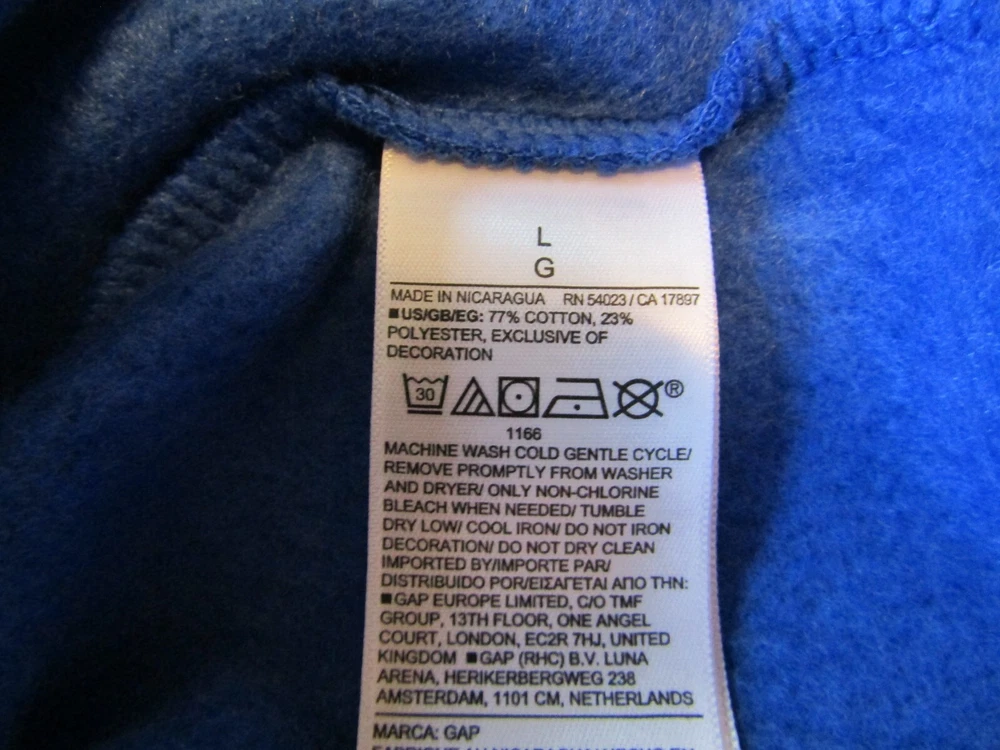 L
G
MADE IN NICARAGUA RN 54023 / CA 17897
■US/GB/EG: 77% COTTON, 23%
POLYESTER, EXCLUSIVE OF
DECORATION
30 ®
1166
MACHINE WASH COLD GENTLE CYCLE/
REMOVE PROMPTLY FROM WASHER
AND DRYER/ ONLY NON-CHLORINE
BLEACH WHEN NEEDED/ TUMBLE
DRY LOW/ COOL IRON/ DO NOT IRON
DECORATION/ DO NOT DRY CLEAN
IMPORTED BY/IMPORTE PAR/
DISTRIBUIDO POR/ΕΙΣΑΓΕΤΑΙ ΑΠΟ ΤΗΝ:
■GAP EUROPE LIMITED, C/O TMF
GROUP, 13TH FLOOR, ONE ANGEL
COURT, LONDON, EC2R 7HJ, UNITED
KINGDOM ■GAP (RHC) B.V. LUNA
ARENA, HERIKERBERGWEG 238
AMSTERDAM, 1101 CM, NETHERLANDS
MARCA: GAP